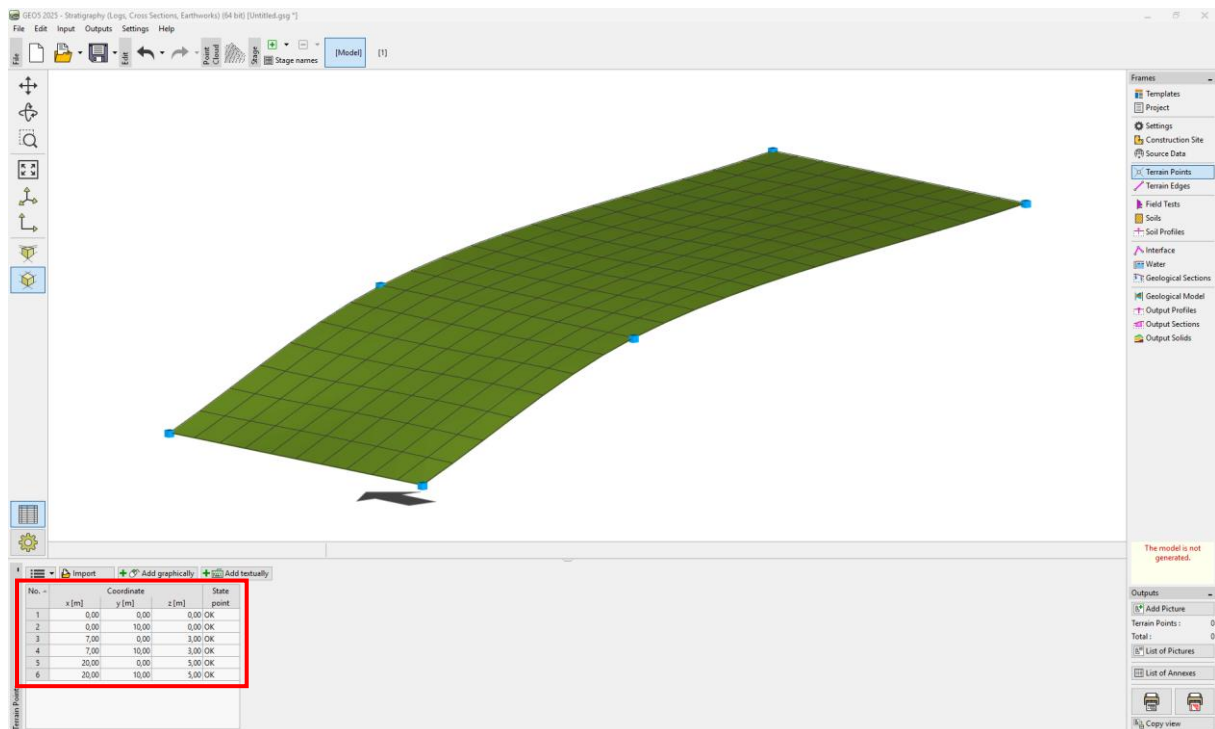 GEO5 2025 - Stratigraphy (Logs, Cross Sections, Earthworks) (64 bit) [Untitled.gsg *]
File Edit Input Outputs Settings Help
File
Edit
Point Cloud
Stage
Stage names
[Model]
[1]
Frames
Templates
Project
Settings
Construction Site
Source Data
Terrain Points
Terrain Edges
Field Tests
Soils
Soil Profiles
Interface
Water
Geological Sections
Geological Model
Output Profiles
Output Sections
Output Solids
The model is not
generated.
Import Add graphically Add textually
No. Coordinate State
x [m] y [m] z [m] point
1 0,00 0,00 0,00 OK
2 0,00 10,00 0,00 OK
3 7,00 0,00 3,00 OK
4 7,00 10,00 3,00 OK
5 20,00 0,00 5,00 OK
6 20,00 10,00 5,00 OK
Terrain Points
Outputs
Add Picture
Terrain Points : 0
Total : 0
List of Pictures
List of Annexes
Copy view